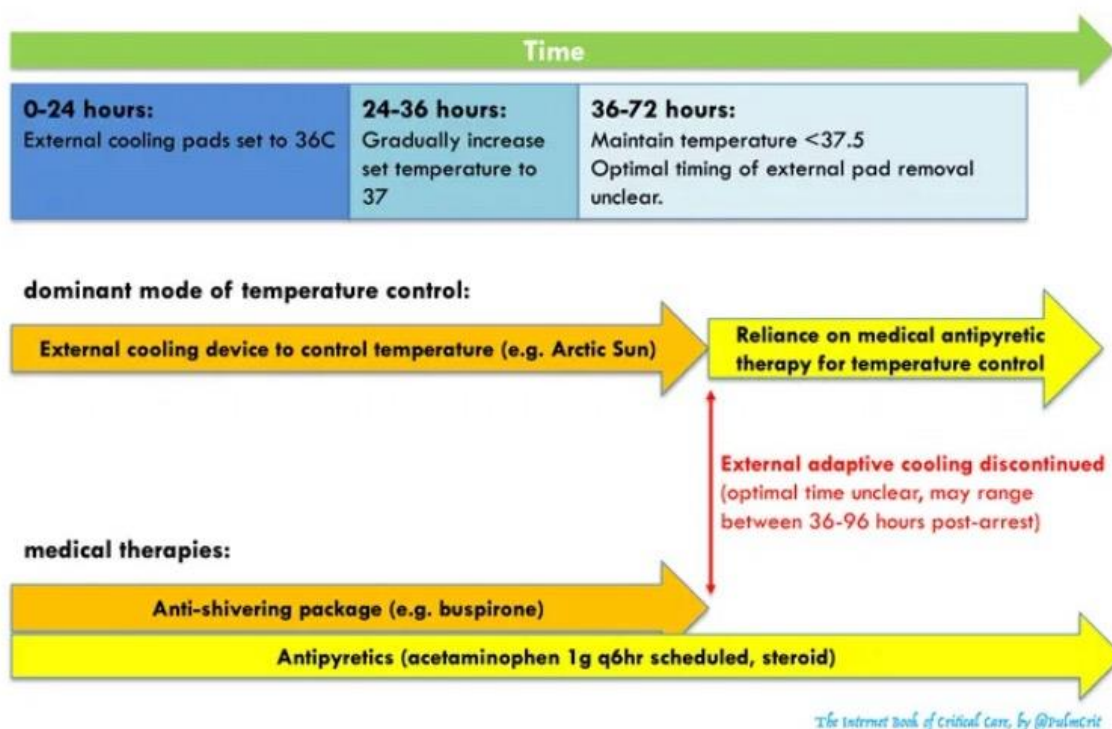 Time
0-24 hours:
External cooling pads set to 36C
24-36 hours:
Gradually increase
set temperature to
37
36-72 hours:
Maintain temperature <37.5
Optimal timing of external pad removal
unclear.
dominant mode of temperature control:
External cooling device to control temperature (e.g. Arctic Sun)
Reliance on medical antipyretic
therapy for temperature control
External adaptive cooling discontinued
(optimal time unclear, may range
between 36-96 hours post-arrest)
medical therapies:
Anti-shivering package (e.g. buspirone)
Antipyretics (acetaminophen 1g q6hr scheduled, steroid)
The Internet Book of Critical Care, by @PulmCrit